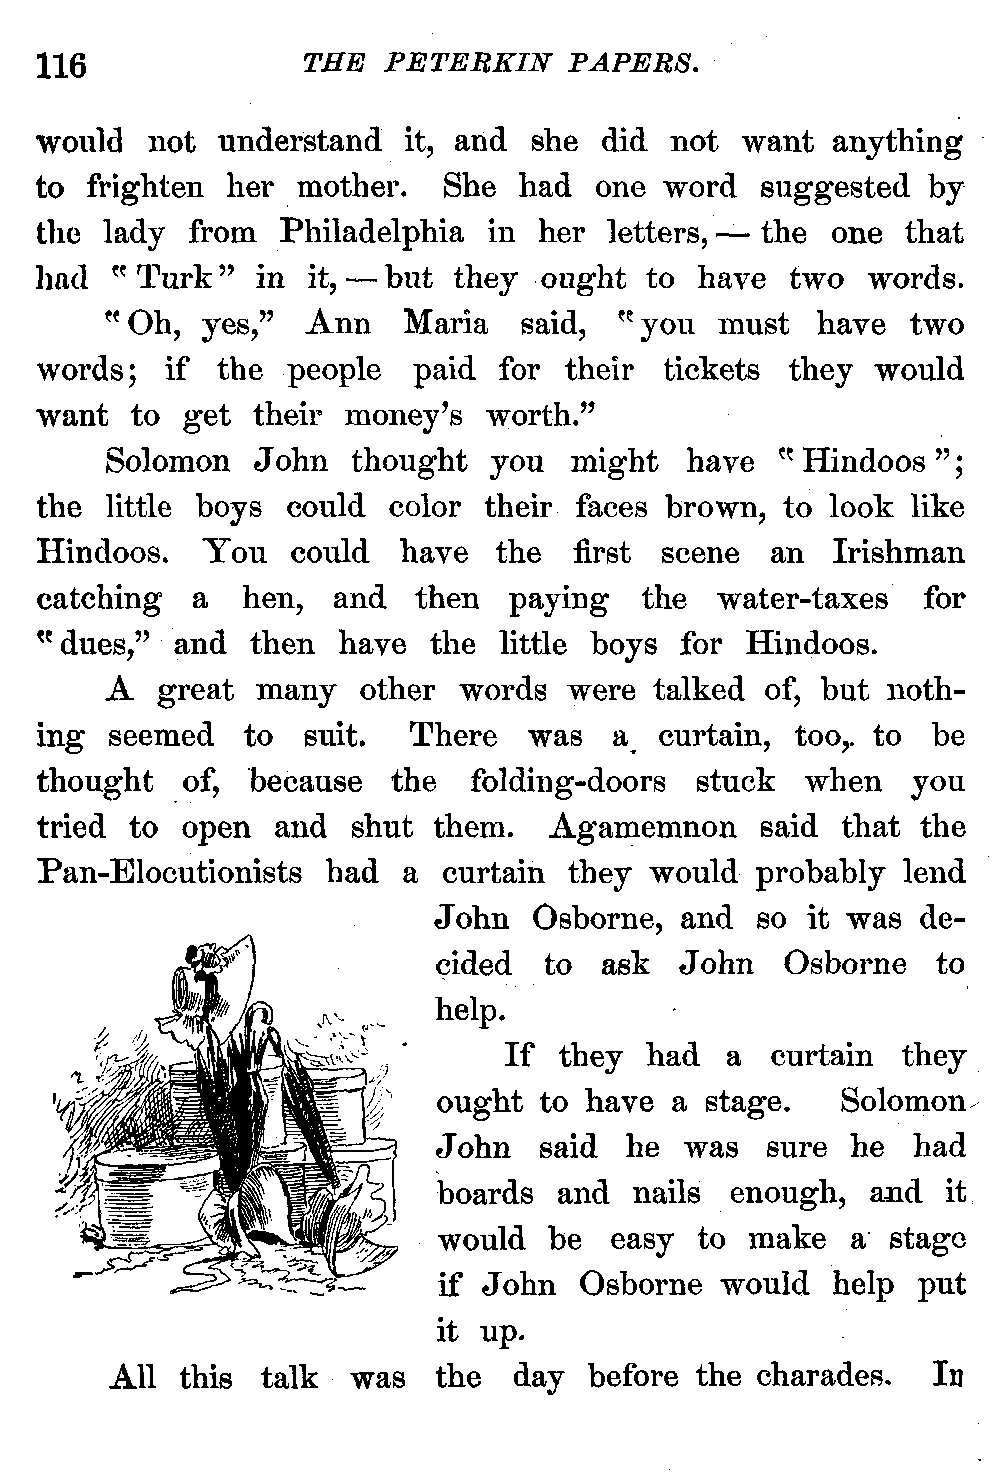 116 THE PETERKIN PAPERS.
would not understand it, and she did not want anything
to frighten her mother. She had one word suggested by
the lady from Philadelphia in her letters, — the one that
had "Turk" in it, — but they ought to have two words.
"Oh, yes," Ann Maria said, "you must have two
words; if the people paid for their tickets they would
want to get their money's worth."
Solomon John thought you might have "Hindoos";
the little boys could color their faces brown, to look like
Hindoos. You could have the first scene an Irishman
catching a hen, and then paying the water-taxes for
"dues," and then have the little boys for Hindoos.
A great many other words were talked of, but noth-
ing seemed to suit. There was a curtain, too, to be
thought of, because the folding-doors stuck when you
tried to open and shut them. Agamemnon said that the
Pan-Elocutionists had a curtain they would probably lend
John Osborne, and so it was de-
cided to ask John Osborne to
help.
If they had a curtain they
ought to have a stage. Solomon
John said he was sure he had
boards and nails enough, and it
would be easy to make a stage
if John Osborne would help put
it up.
All this talk was the day before the charades. In